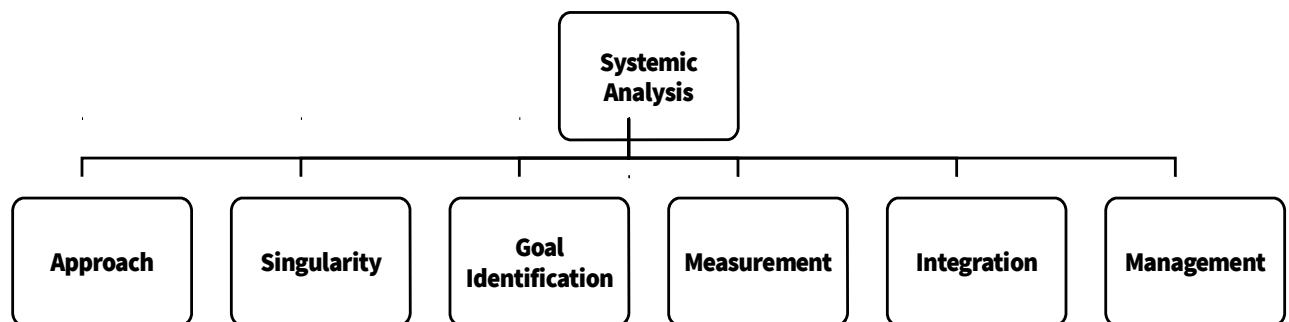 Systemic
Analysis
Approach
Singularity
Goal
Identification
Measurement
Integration
Management